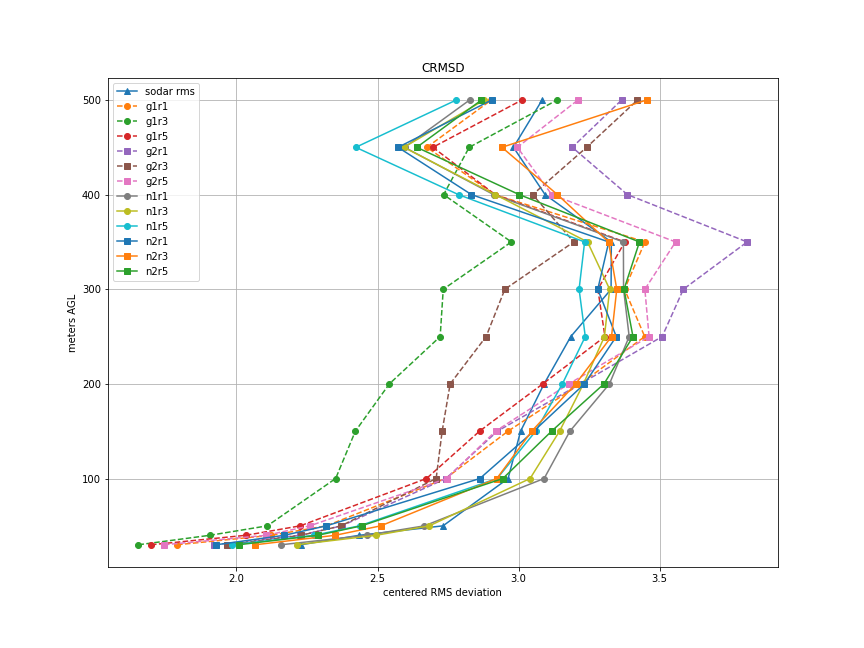 CRMSD
500
400
300
200
100
meters AGL
sodar rms
g1r1
g1r3
g1r5
g2r1
g2r3
g2r5
n1r1
n1r3
n1r5
n2r1
n2r3
n2r5
2.0 2.5 3.0 3.5
centered RMS deviation